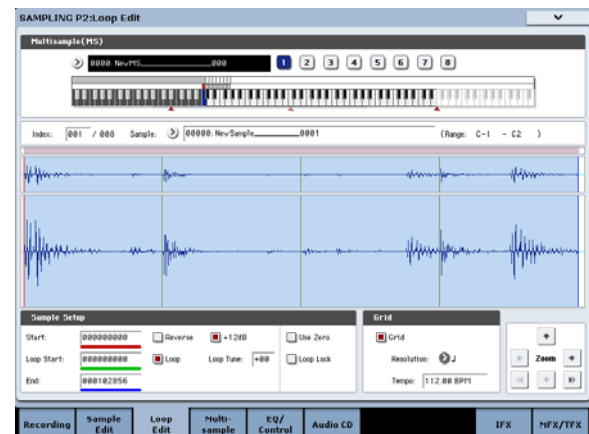 SAMPLING P2:Loop Edit
Multisample(MS)
0000: NewMS_____________000
1 2 3 4 5 6 7 8
Index: 001 / 008 Sample: 00000: NewSample_________0001 (Range: C-1 - C2 )
Sample Setup
Grid
Start: 000000000 Reverse +12dB Use Zero Grid
Loop Start: 000000000 Loop Loop Tune: +00 Loop Lock Resolution: ♩ Zoom
End: 000102856 Tempo: 112.00 BPM
Recording Sample Edit Loop Edit Multi-sample EQ/Control Audio CD IFX MFX/TFX